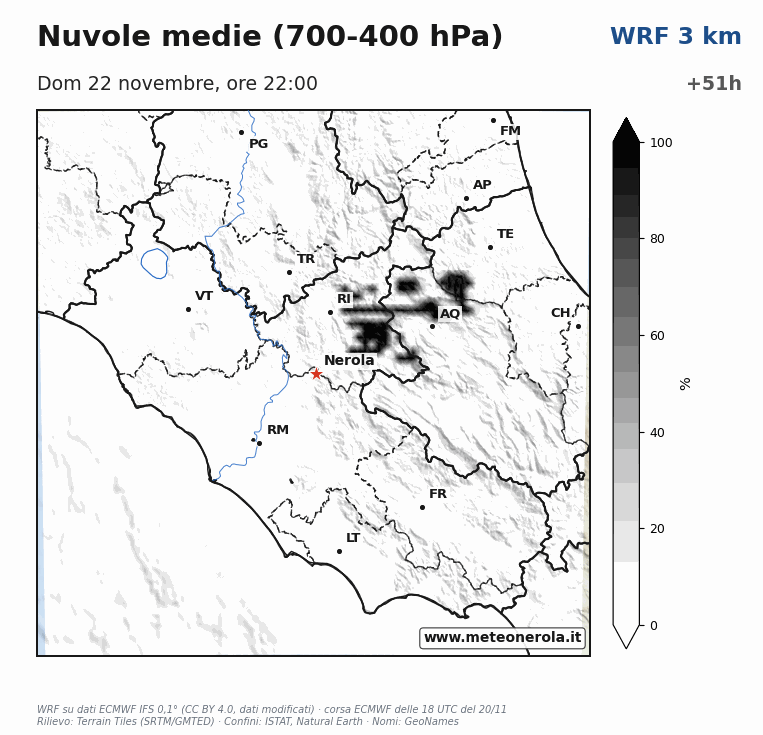 Nuvole medie (700-400 hPa)
WRF 3 km
Dom 22 novembre, ore 22:00
+51h
FM
PG
AP
TE
TR
RI
VT
AQ
CH
Nerola
RM
FR
LT
www.meteonerola.it
100
80
60
40
20
0
%
WRF su dati ECMWF IFS 0,1° (CC BY 4.0, dati modificati) · corsa ECMWF delle 18 UTC del 20/11
Rilievo: Terrain Tiles (SRTM/GMTED) · Confini: ISTAT, Natural Earth · Nomi: GeoNames